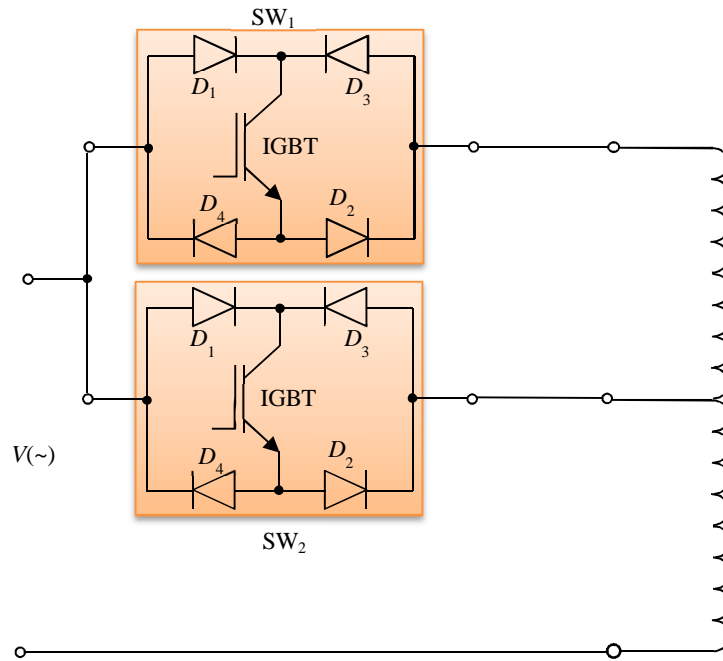 SW₁
D₁ D₃
IGBT
D₄ D₂
D₁ D₃
IGBT
V(~)
D₄ D₂
SW₂